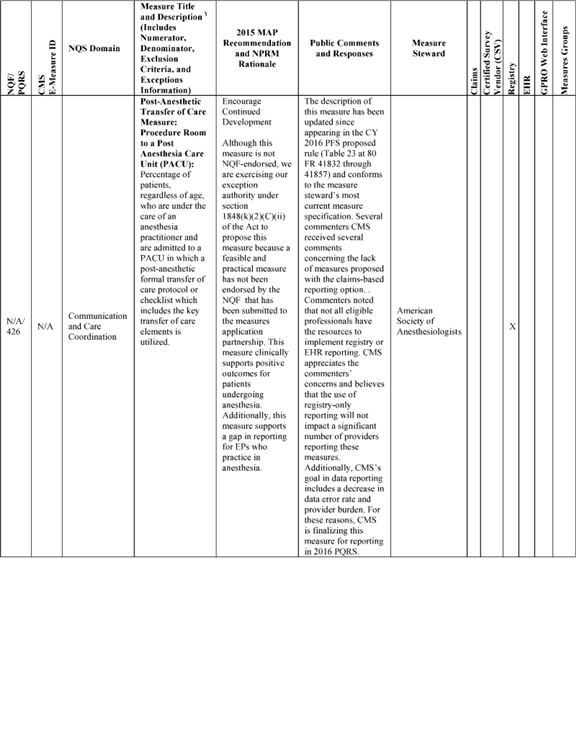 NQF/
PQRS
CMS
E-Measure ID
NQS Domain
Measure Title
and Description ¥
(Includes
Numerator,
Denominator,
Exclusion
Criteria, and
Exceptions
Information)
2015 MAP
Recommendation
and NPRM
Rationale
Public Comments
and Responses
Measure
Steward
Claims
Certified Survey
Vendor (CSV)
Registry
EHR
GPRO Web Interface
Measures Groups
N/A/
426
N/A
Communication
and Care
Coordination
Post-Anesthetic
Transfer of Care
Measure:
Procedure Room
to a Post
Anesthesia Care
Unit (PACU):
Percentage of
patients,
regardless of age,
who are under the
care of an
anesthesia
practitioner and
are admitted to a
PACU in which a
post-anesthetic
formal transfer of
care protocol or
checklist which
includes the key
transfer of care
elements is
utilized.
Encourage
Continued
Development
Although this
measure is not
NQF-endorsed, we
are exercising our
exception
authority under
section
1848(k)(2)(C)(ii)
of the Act to
propose this
measure because a
feasible and
practical measure
has not been
endorsed by the
NQF that has
been submitted to
the measures
application
partnership. This
measure clinically
supports positive
outcomes for
patients
undergoing
anesthesia.
Additionally, this
measure supports
a gap in reporting
for EPs who
practice in
anesthesia.
The description of
this measure has been
updated since
appearing in the CY
2016 PFS proposed
rule (Table 23 at 80
FR 41832 through
41857) and conforms
to the measure
steward's most
current measure
specification. Several
commenters CMS
received several
comments
concerning the lack
of measures proposed
with the claims-based
reporting option. .
Commenters noted
that not all eligible
professionals have
the resources to
implement registry or
EHR reporting. CMS
appreciates the
commenters'
concerns and believes
that the use of
registry-only
reporting will not
impact a significant
number of providers
reporting these
measures.
Additionally, CMS's
goal in data reporting
includes a decrease in
data error rate and
provider burden. For
these reasons, CMS
is finalizing this
measure for reporting
in 2016 PQRS.
American
Society of
Anesthesiologists
X